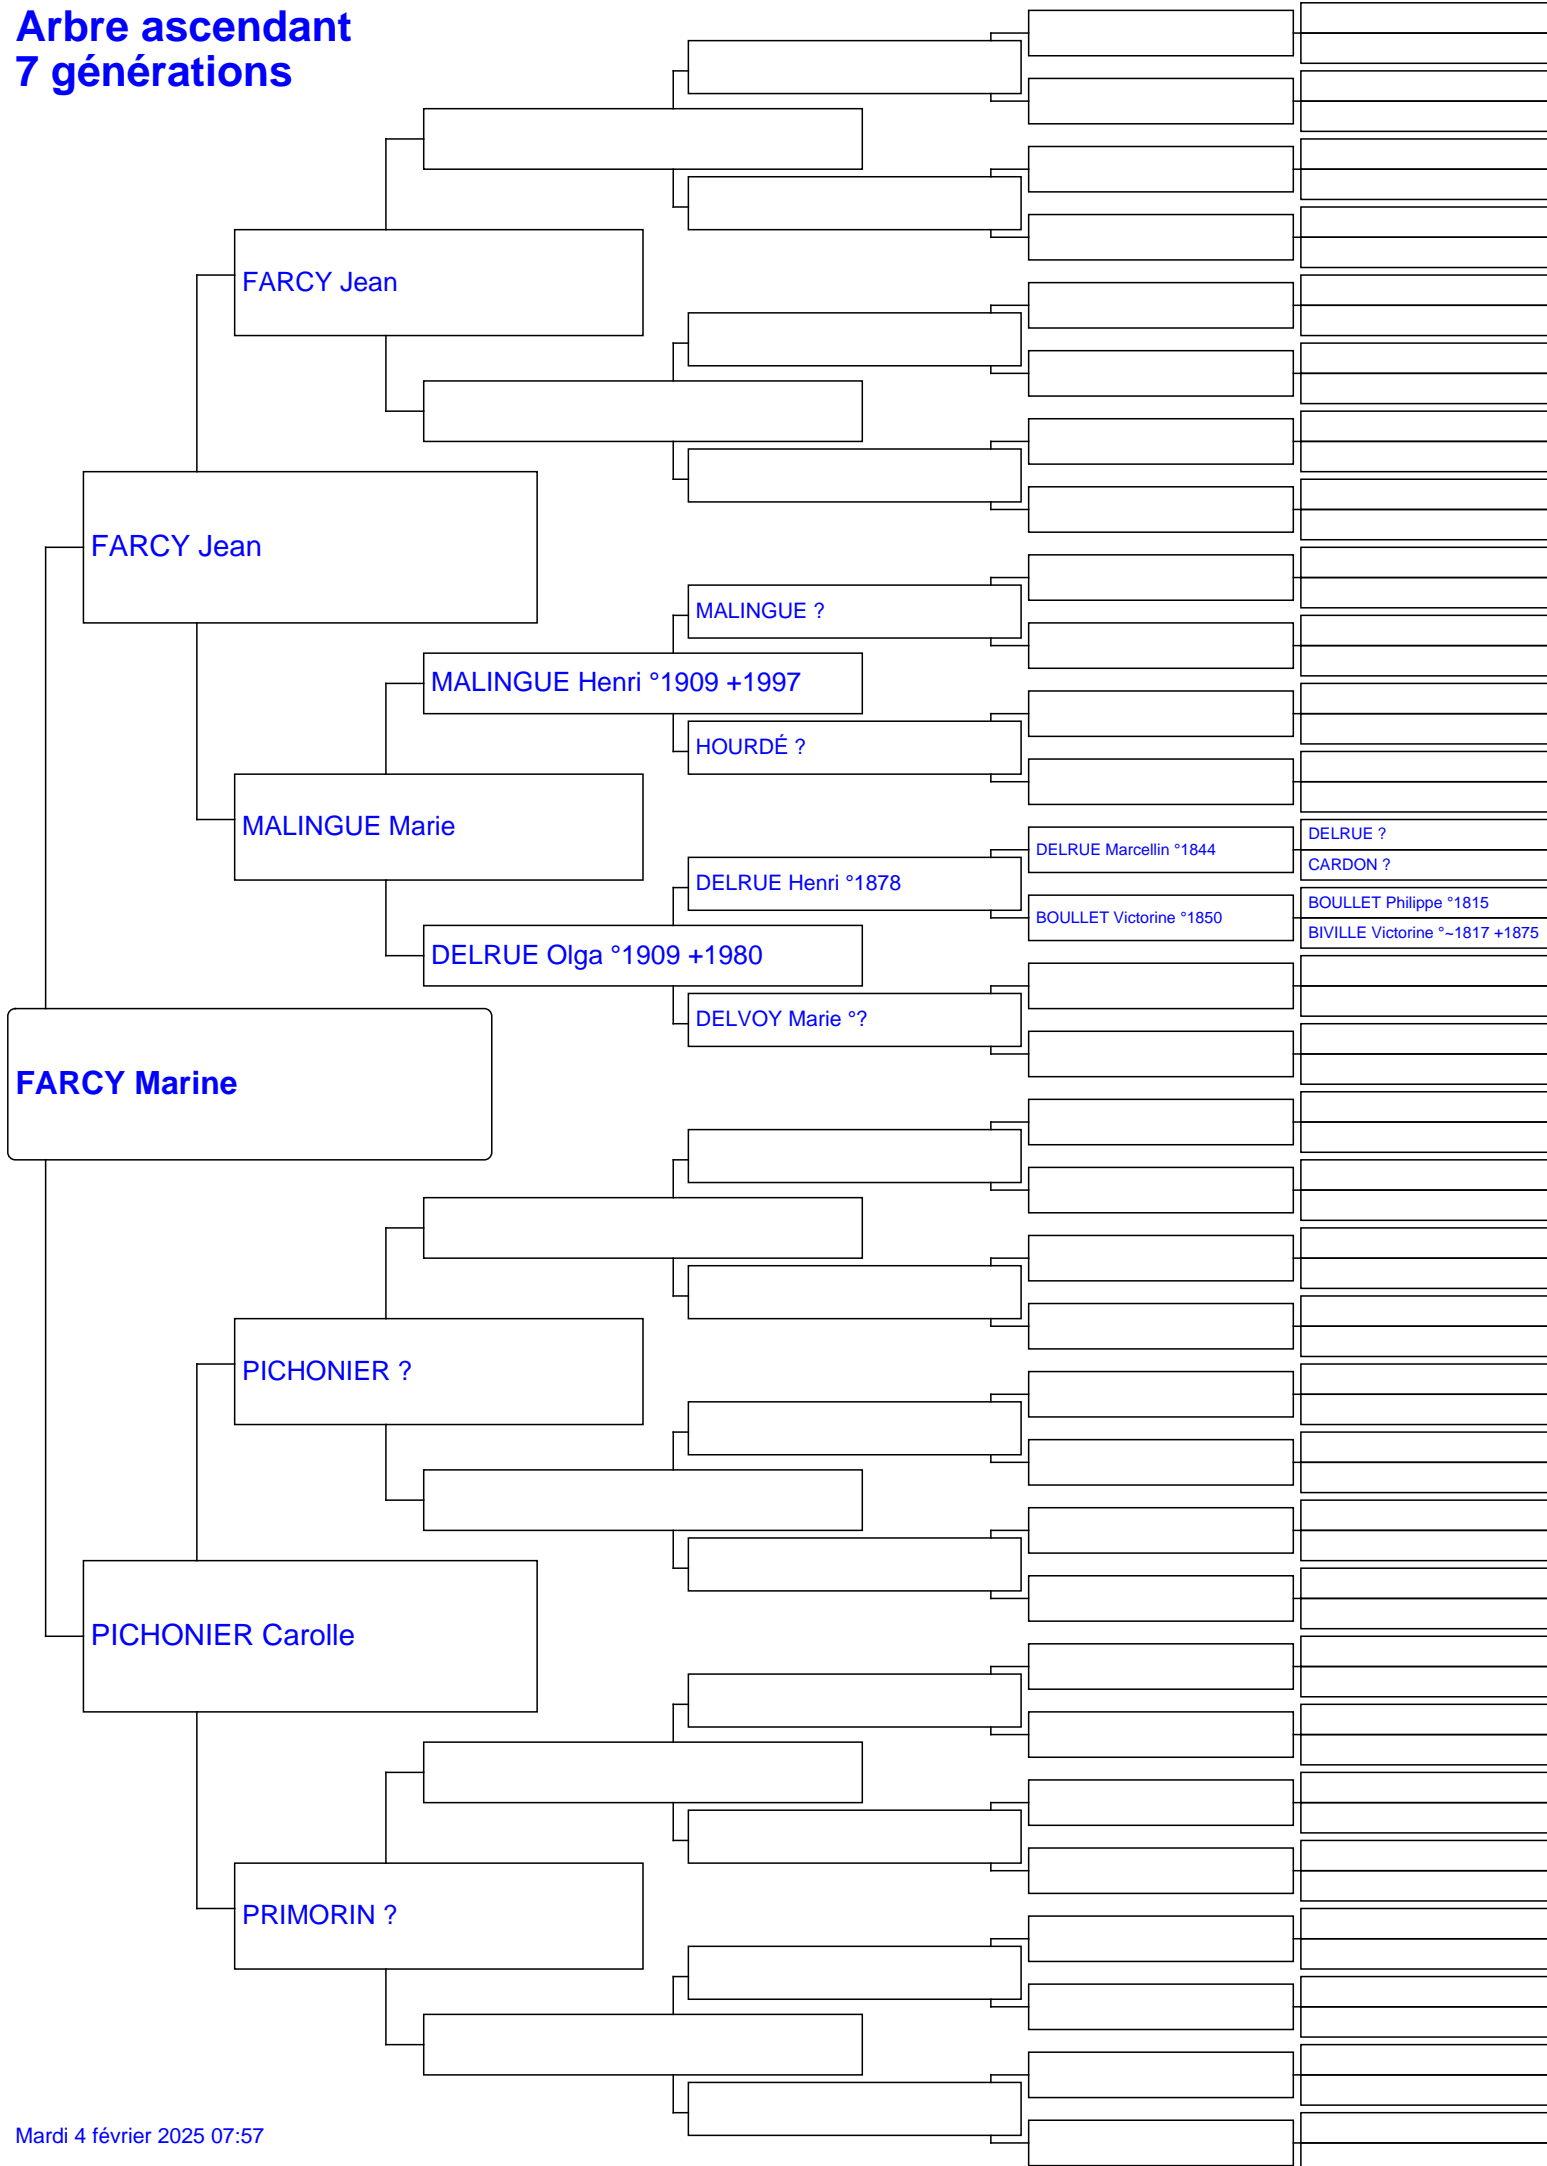 Arbre ascendant
7 générations
FARCY Jean
FARCY Jean
MALINGUE ?
MALINGUE Henri °1909 +1997
HOURDÉ ?
MALINGUE Marie
DELRUE ?
DELRUE Marcellin °1844
CARDON ?
DELRUE Henri °1878
BOULLET Philippe °1815
BOULLET Victorine °1850
BIVILLE Victorine °~1817 +1875
DELRUE Olga °1909 +1980
DELVOY Marie °?
FARCY Marine
PICHONIER ?
PICHONIER Carolle
PRIMORIN ?
Mardi 4 février 2025 07:57